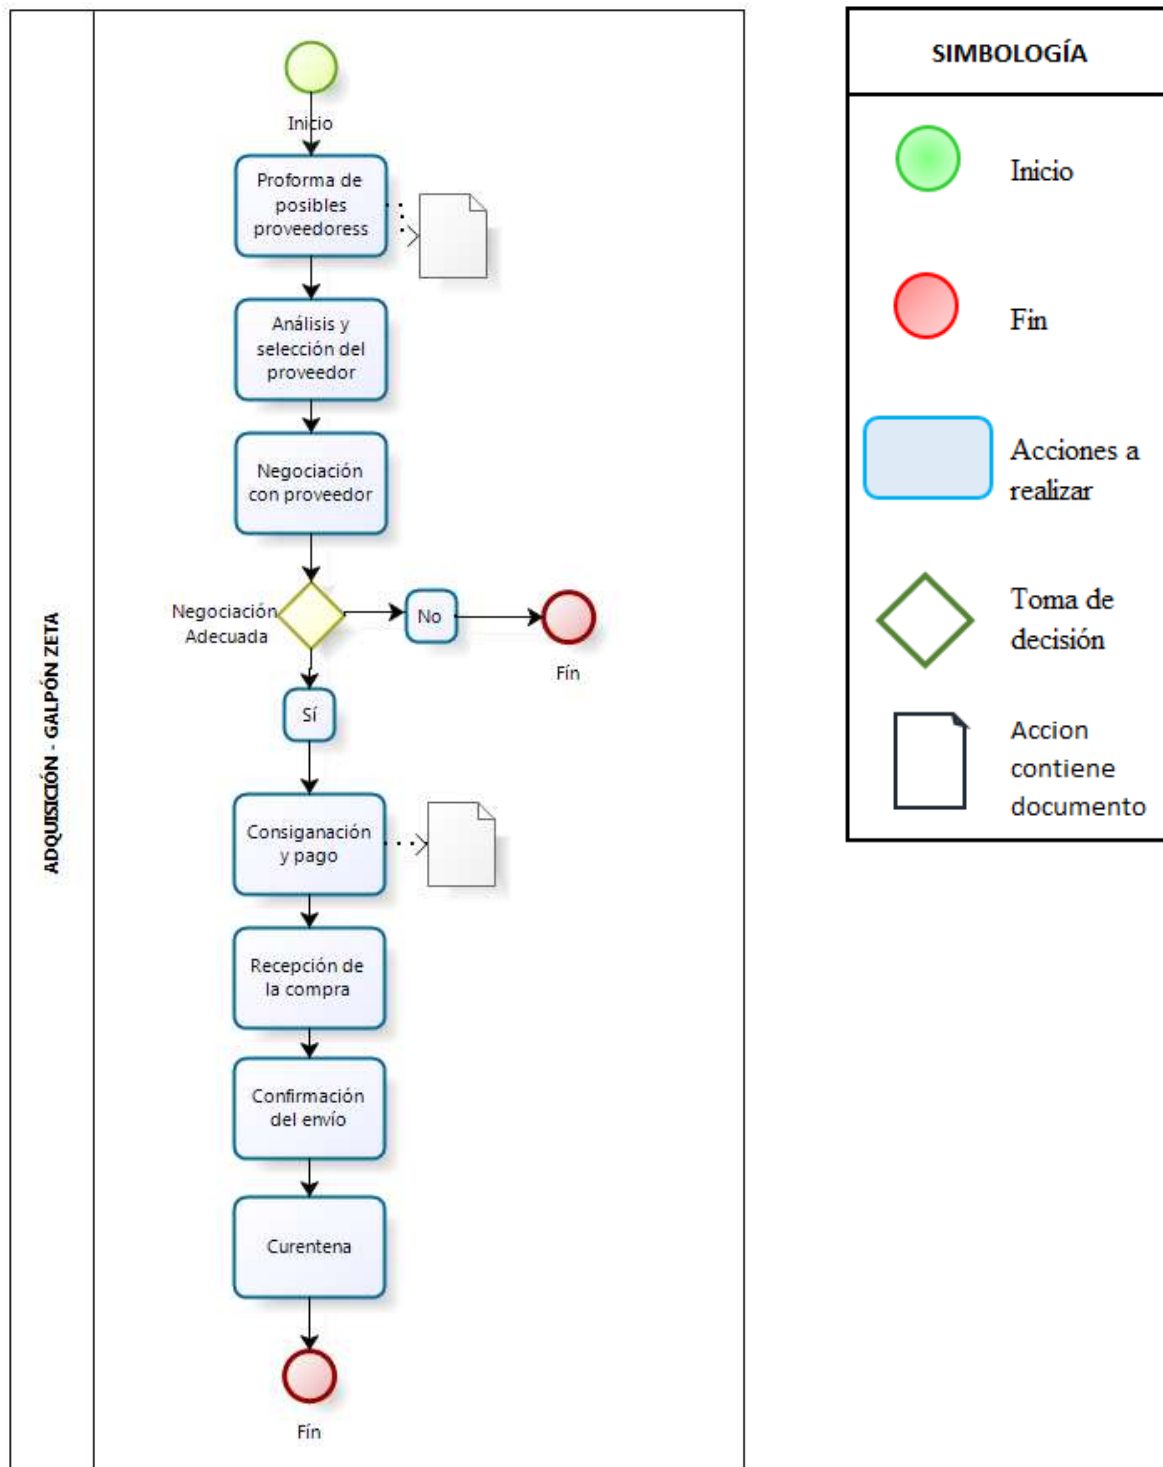 ADQUISICIÓN - GALPÓN ZETA
Inicio
Proforma de
posibles
proveedoress
Análisis y
selección del
proveedor
Negociación
con proveedor
Negociación
Adecuada
No
Fín
Sí
Consiganación
y pago
Recepción de
la compra
Confirmación
del envío
Curentena
Fín
SIMBOLOGÍA
Inicio
Fin
Acciones a
realizar
Toma de
decisión
Accion
contiene
documento